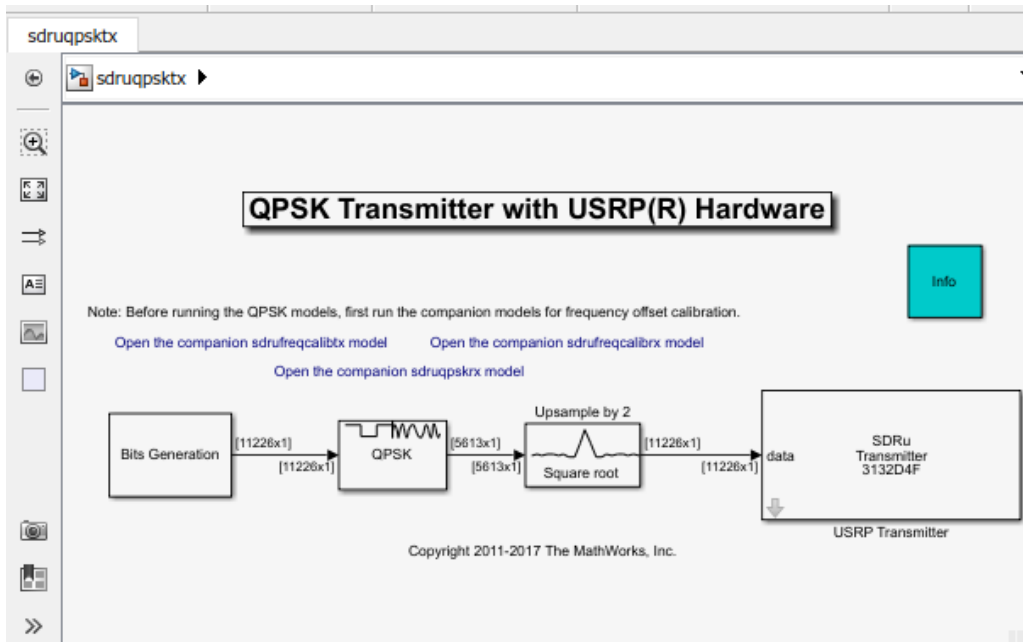 sdruqpsktx
sdruqpsktx
QPSK Transmitter with USRP(R) Hardware
Info
Note: Before running the QPSK models, first run the companion models for frequency offset calibration.
Open the companion sdrufreqcalibtx model
Open the companion sdrufreqcalibrx model
Open the companion sdruqpskrx model
Bits Generation
[11226x1]
[11226x1]
QPSK
[5613x1]
[5613x1]
Upsample by 2
Square root
[11226x1]
[11226x1]
data
SDRu
Transmitter
3132D4F
USRP Transmitter
Copyright 2011-2017 The MathWorks, Inc.
A